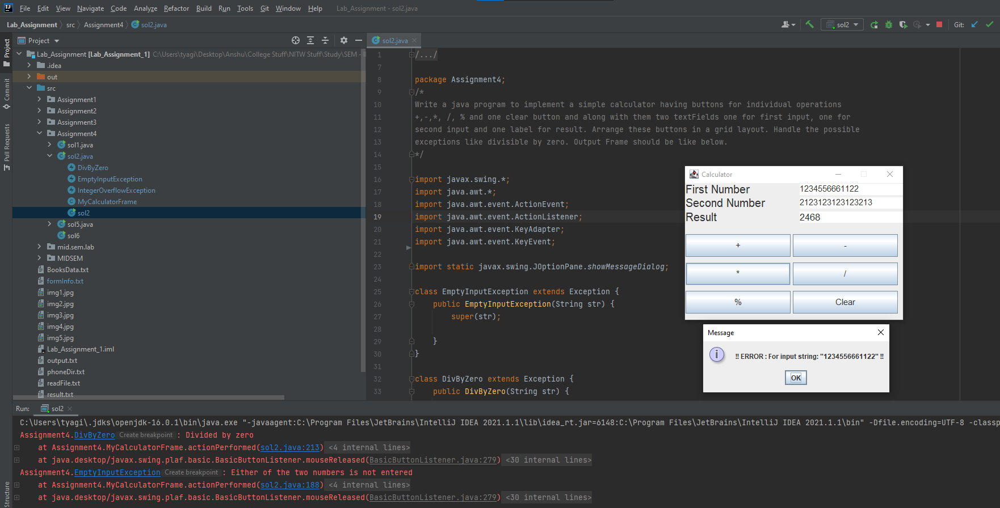 File Edit View Navigate Code Analyze Refactor Build Run Tools Git Window Help Lab_Assignment - sol2.java
Lab_Assignment src Assignment4 sol2.java
sol2
Git:
Project
Commit
Pull Requests
Structure
Project
Lab_Assignment [Lab_Assignment_1] C:\Users\tyagi\Desktop\Anshu\College Stuff\NITW Stuff\Study\SEM -
.idea
out
src
Assignment1
Assignment2
Assignment3
Assignment4
sol1.java
sol2.java
DivByZero
EmptyInputException
IntegerOverflowException
MyCalculatorFrame
sol2
sol5.java
sol6
mid.sem.lab
MIDSEM
BooksData.txt
formInfo.txt
img1.jpg
img2.jpg
img3.jpg
img4.jpg
img5.jpg
Lab_Assignment_1.iml
output.txt
phoneDir.txt
readFile.txt
result.txt
sol2.java
1 /.../
7
8 package Assignment4;
9 /*
10 Write a java program to implement a simple calculator having buttons for individual operations
11 +,-,*, /, % and one clear button and along with them two textFields one for first input, one for
12 second input and one label for result. Arrange these buttons in a grid layout. Handle the possible
13 exceptions like divisible by zero. Output Frame should be like below.
14 */
15
16 import javax.swing.*;
17 import java.awt.*;
18 import java.awt.event.ActionEvent;
19 import java.awt.event.ActionListener;
20 import java.awt.event.KeyAdapter;
21 import java.awt.event.KeyEvent;
22
23 import static javax.swing.JOptionPane.showMessageDialog;
24
25 class EmptyInputException extends Exception {
26 public EmptyInputException(String str) {
27 super(str);
28
29 }
30 }
31
32 class DivByZero extends Exception {
33 public DivByZero(String str) {
Calculator
First Number 1234556661122
Second Number 2123123123123213
Result 2468
+ -
* /
% Clear
Message
!! ERROR : For input string: "1234556661122" !!
OK
Run: sol2
C:\Users\tyagi\.jdks\openjdk-16.0.1\bin\java.exe "-javaagent:C:\Program Files\JetBrains\IntelliJ IDEA 2021.1.1\lib\idea_rt.jar=6148:C:\Program Files\JetBrains\IntelliJ IDEA 2021.1.1\bin" -Dfile.encoding=UTF-8 -classp
Assignment4.DivByZero Create breakpoint : Divided by zero
at Assignment4.MyCalculatorFrame.actionPerformed(sol2.java:213) <4 internal lines>
at java.desktop/javax.swing.plaf.basic.BasicButtonListener.mouseReleased(BasicButtonListener.java:279) <30 internal lines>
Assignment4.EmptyInputException Create breakpoint : Either of the two numbers is not entered
at Assignment4.MyCalculatorFrame.actionPerformed(sol2.java:188) <4 internal lines>
at java.desktop/javax.swing.plaf.basic.BasicButtonListener.mouseReleased(BasicButtonListener.java:279) <30 internal lines>